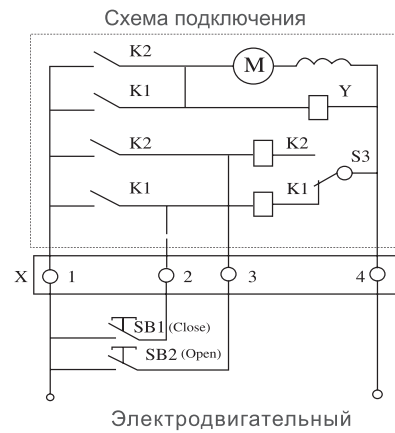 Схема подключения
K2
M
K1
Y
K2
K2
S3
K1
K1
X 1 2 3 4
SB1 (Close)
SB2 (Open)
Электродвигательный